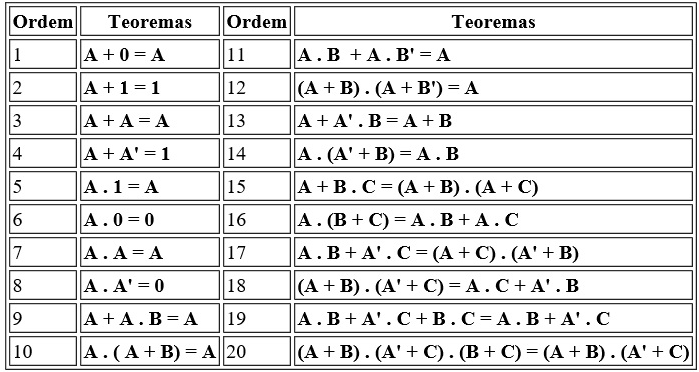 Ordem Teoremas Ordem Teoremas
1 A + 0 = A 11 A . B + A . B' = A
2 A + 1 = 1 12 (A + B) . (A + B') = A
3 A + A = A 13 A + A' . B = A + B
4 A + A' = 1 14 A . (A' + B) = A . B
5 A . 1 = A 15 A + B . C = (A + B) . (A + C)
6 A . 0 = 0 16 A . (B + C) = A . B + A . C
7 A . A = A 17 A . B + A' . C = (A + C) . (A' + B)
8 A . A' = 0 18 (A + B) . (A' + C) = A . C + A' . B
9 A + A . B = A 19 A . B + A' . C + B . C = A . B + A' . C
10 A . ( A + B) = A 20 (A + B) . (A' + C) . (B + C) = (A + B) . (A' + C)